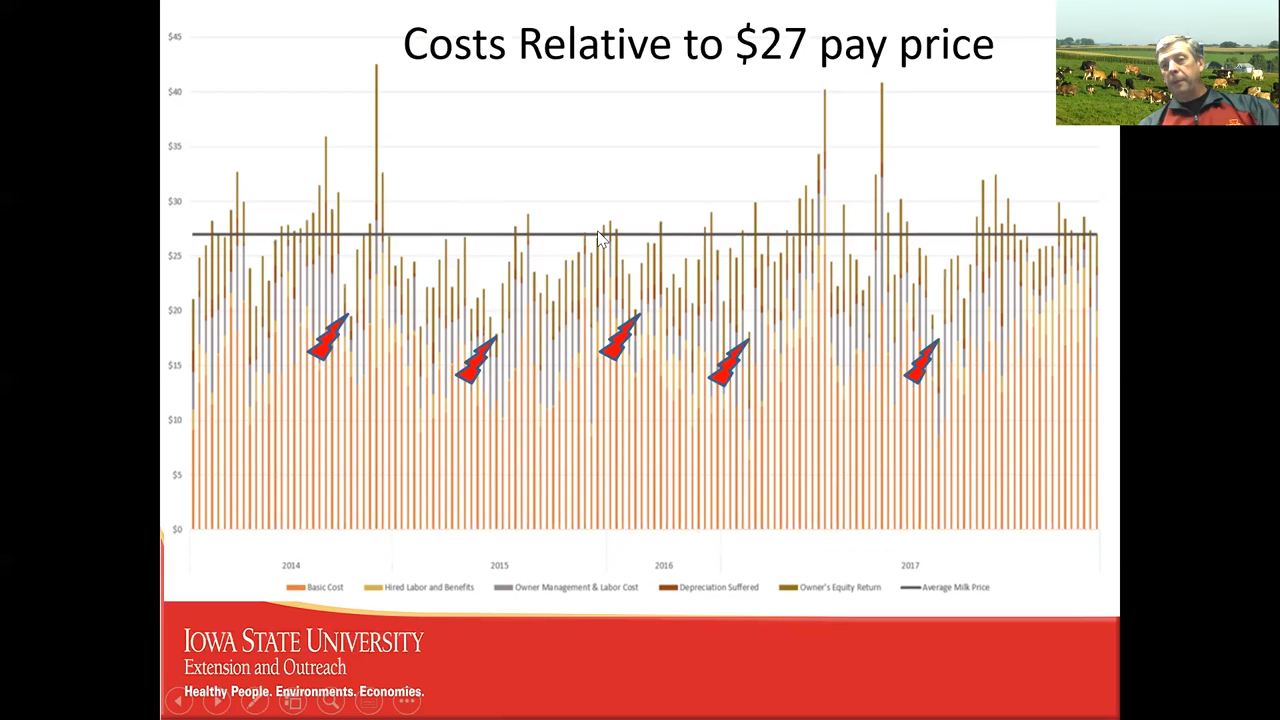 Costs Relative to $27 pay price
$45
$40
$35
$30
$25
$20
$15
$10
$5
$0
2014 2015 2016 2017
Basic Cost Hired Labor and Benefits Owner Management & Labor Cost Depreciation Suffered Owner's Equity Return Average Milk Price
IOWA STATE UNIVERSITY
Extension and Outreach
Healthy People. Environments. Economies.